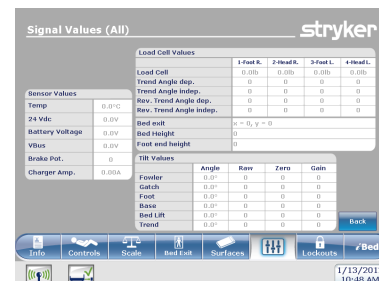 Signal Values (All)
stryker
Load Cell Values
1-Foot R. 2-Head R. 3-Foot L. 4-Head L.
Load Cell 0.0lb 0.0lb 0.0lb 0.0lb
Trend Angle dep. 0 0 0 0
Trend Angle indep. 0 0 0 0
Rev. Trend Angle dep. 0 0 0 0
Rev. Trend Angle indep. 0 0 0 0
Bed exit x = 0, y = 0
Bed Height 0
Foot end height 0
Sensor Values
Temp 0.0°C
24 Vdc 0.0V
Battery Voltage 0.0V
VBus 0.0V
Brake Pot. 0
Charger Amp. 0.00A
Tilt Values
Angle Raw Zero Gain
Fowler 0.0° 0 0 0
Gatch 0.0° 0 0 0
Foot 0.0° 0 0 0
Base 0.0° 0 0 0
Bed Lift 0.0° 0 0 0
Trend 0.0° 0 0 0
Back
Info Controls Scale Bed Exit Surfaces Lockouts iBed
1/13/201
10:48 AM